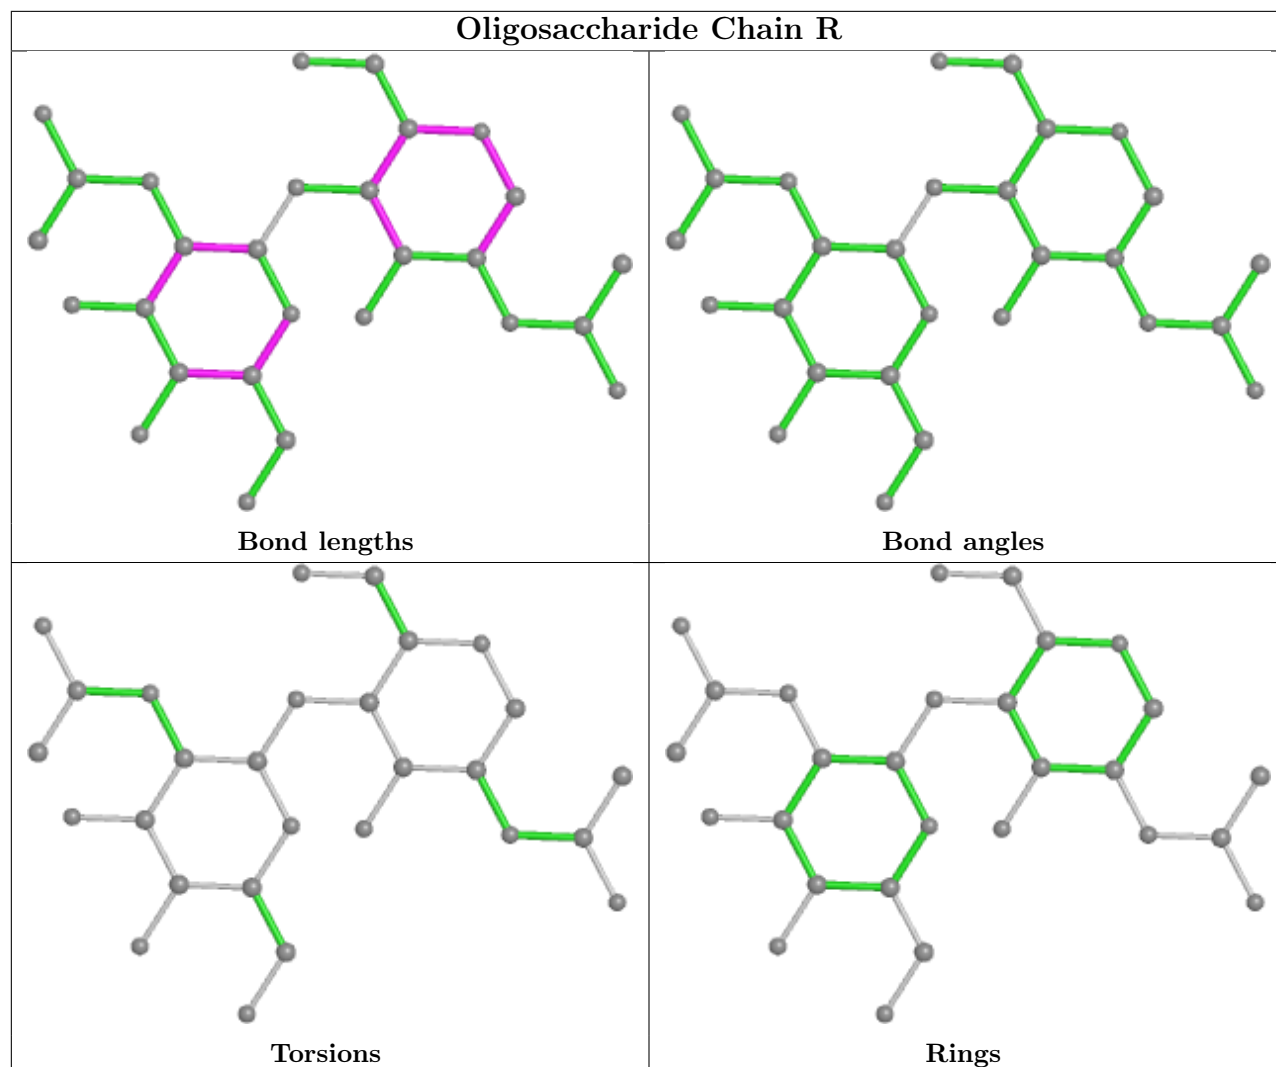 Oligosaccharide Chain R
Bond lengths
Bond angles
Torsions
Rings